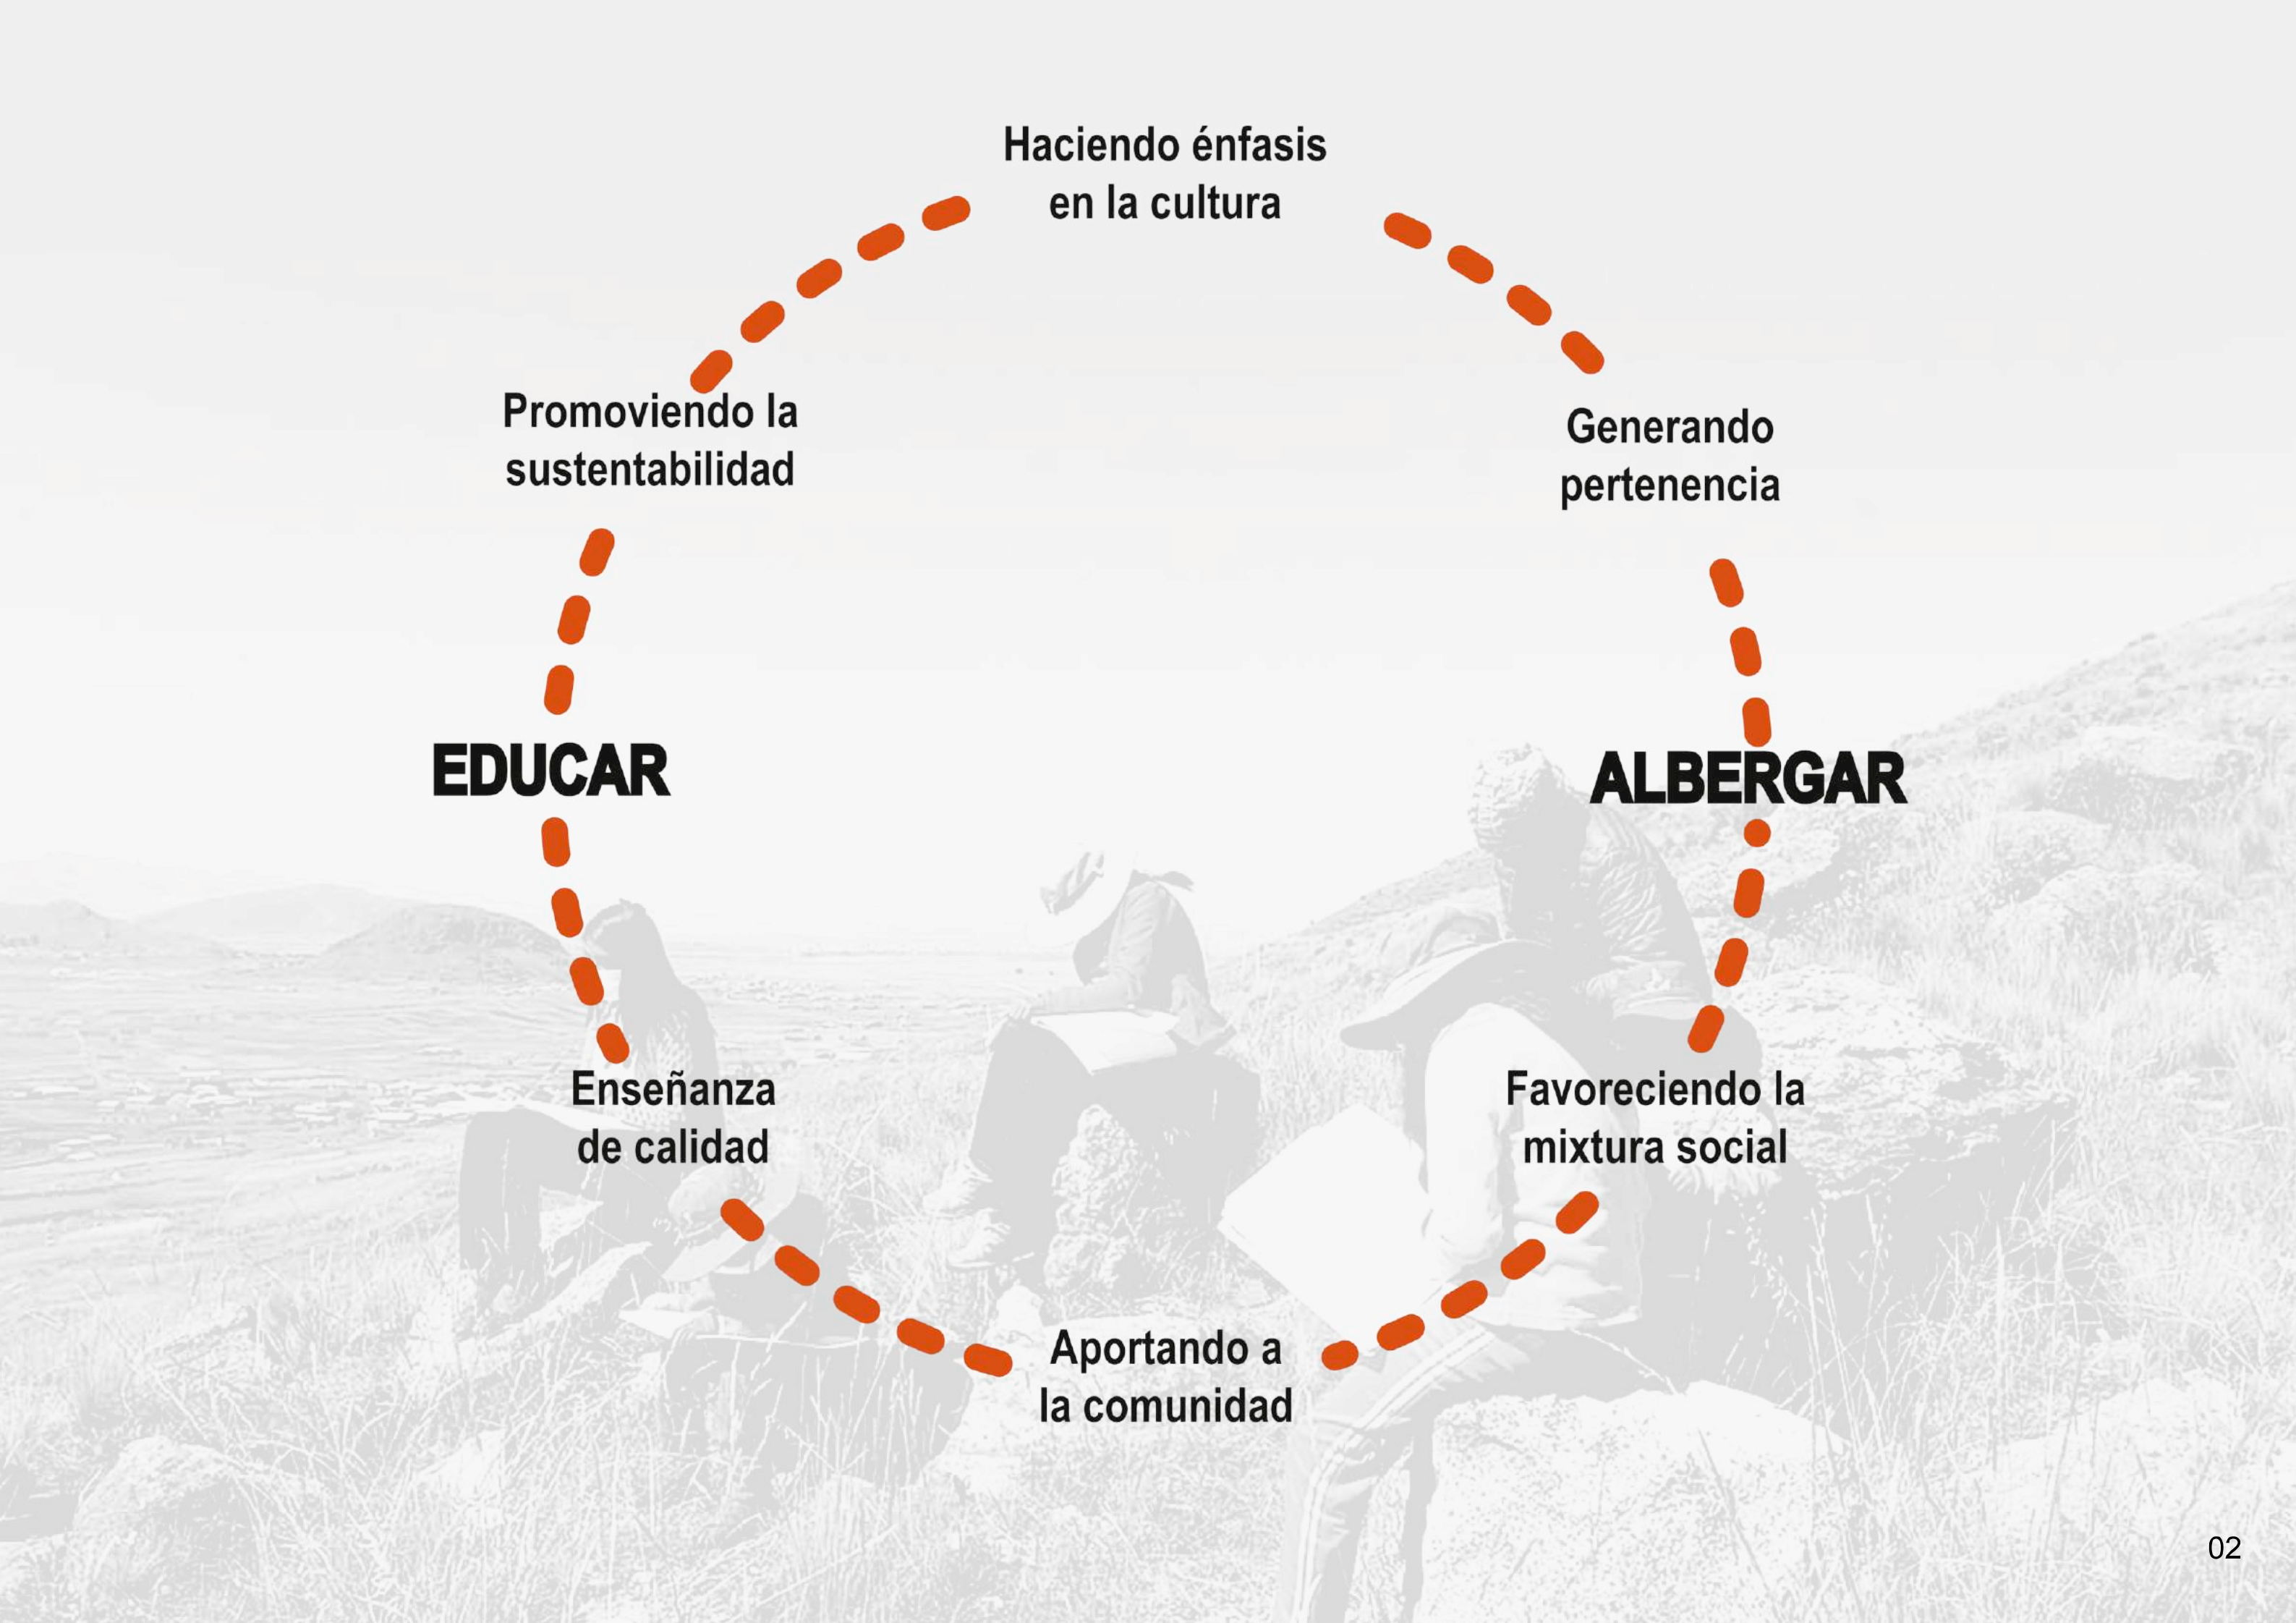 Haciendo énfasis
en la cultura
Promoviendo la
sustentabilidad
Generando
pertenencia
EDUCAR
ALBERGAR
Enseñanza
de calidad
Favoreciendo la
mixtura social
Aportando a
la comunidad
02